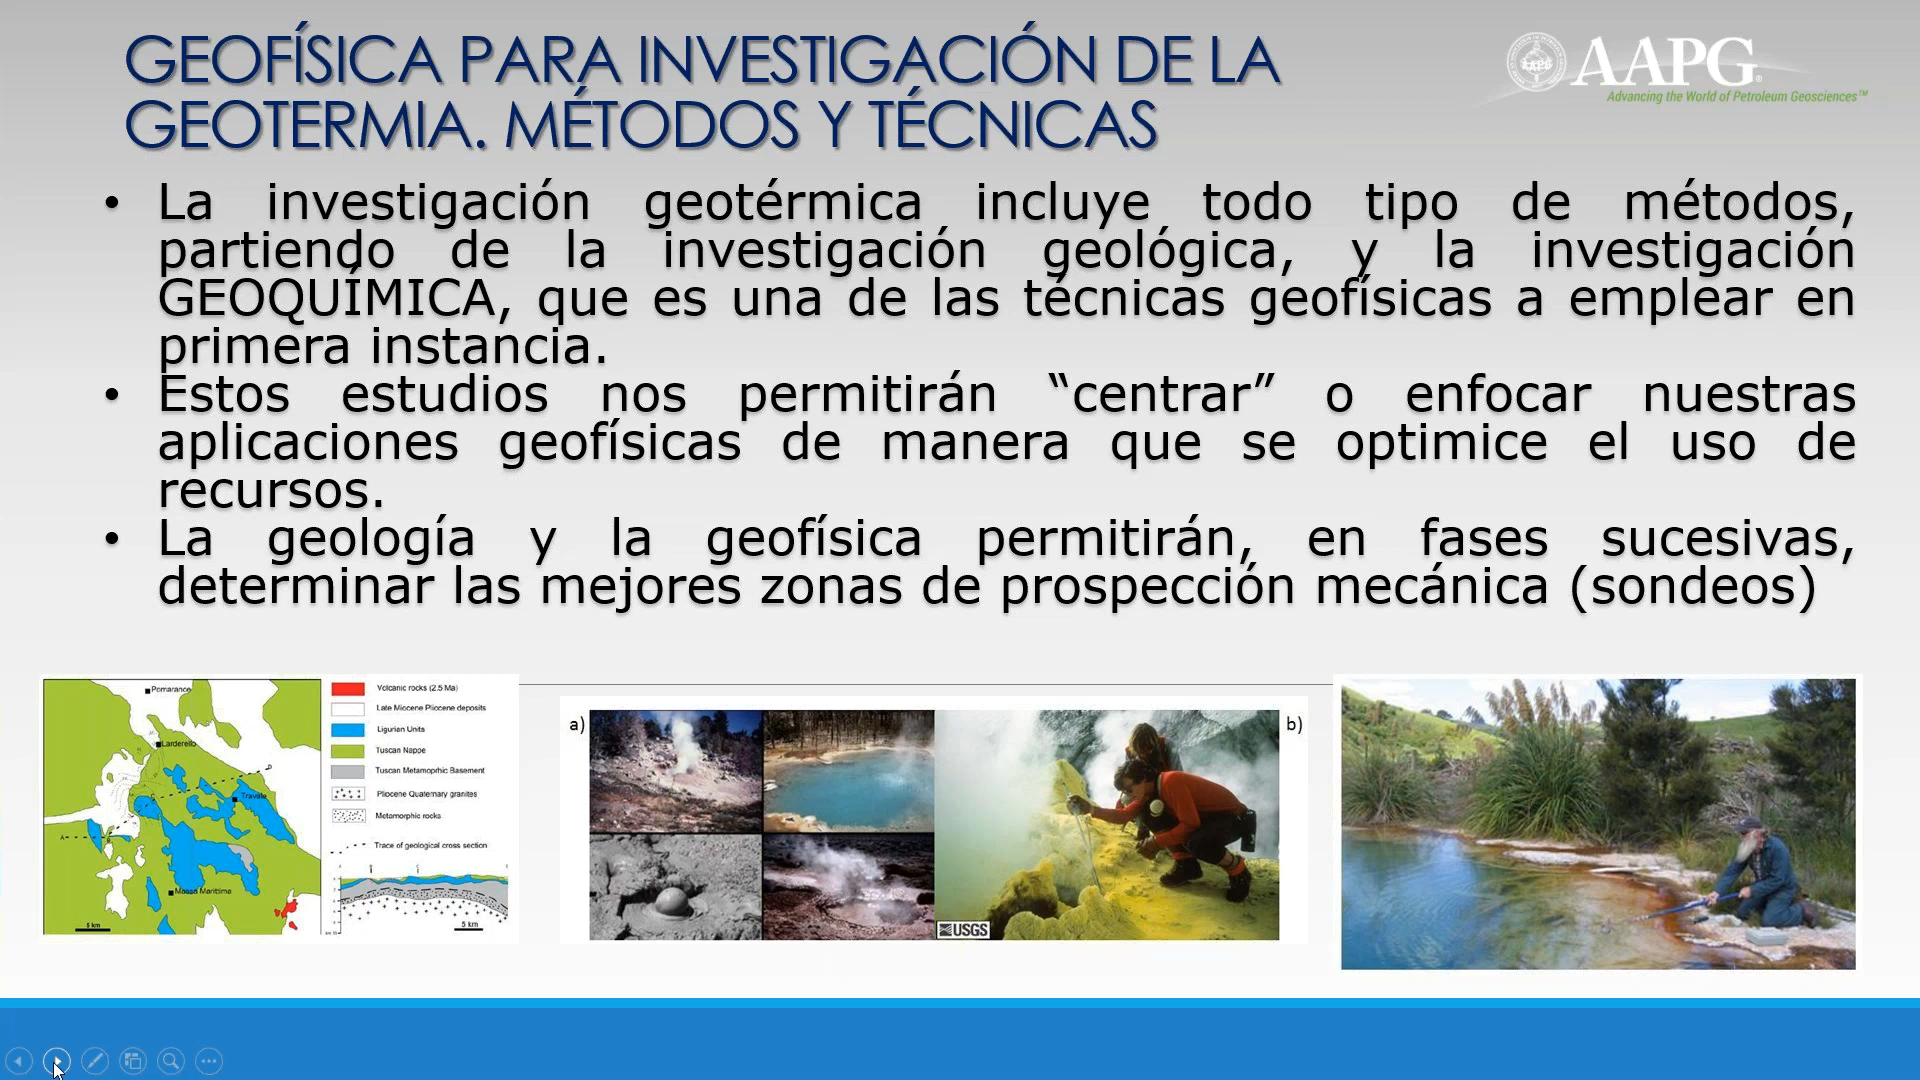 GEOFÍSICA PARA INVESTIGACIÓN DE LA
GEOTERMIA. MÉTODOS Y TÉCNICAS
AAPG
Advancing the World of Petroleum Geosciences™
• La investigación geotérmica incluye todo tipo de métodos,
partiendo de la investigación geológica, y la investigación
GEOQUÍMICA, que es una de las técnicas geofísicas a emplear en
primera instancia.
• Estos estudios nos permitirán “centrar” o enfocar nuestras
aplicaciones geofísicas de manera que se optimice el uso de
recursos.
• La geología y la geofísica permitirán, en fases sucesivas,
determinar las mejores zonas de prospección mecánica (sondeos)
Pomarance
Larderello
Travale
Massa Marittima
5 km
Volcanic rocks (2.5 Ma)
Late Miocene Pliocene deposits
Ligurian Units
Tuscan Nappe
Tuscan Metamoprhic Basement
Pliocene Quaternary granites
Metamorphic rocks
Trace of geological cross section
5 km
a)
b)
USGS